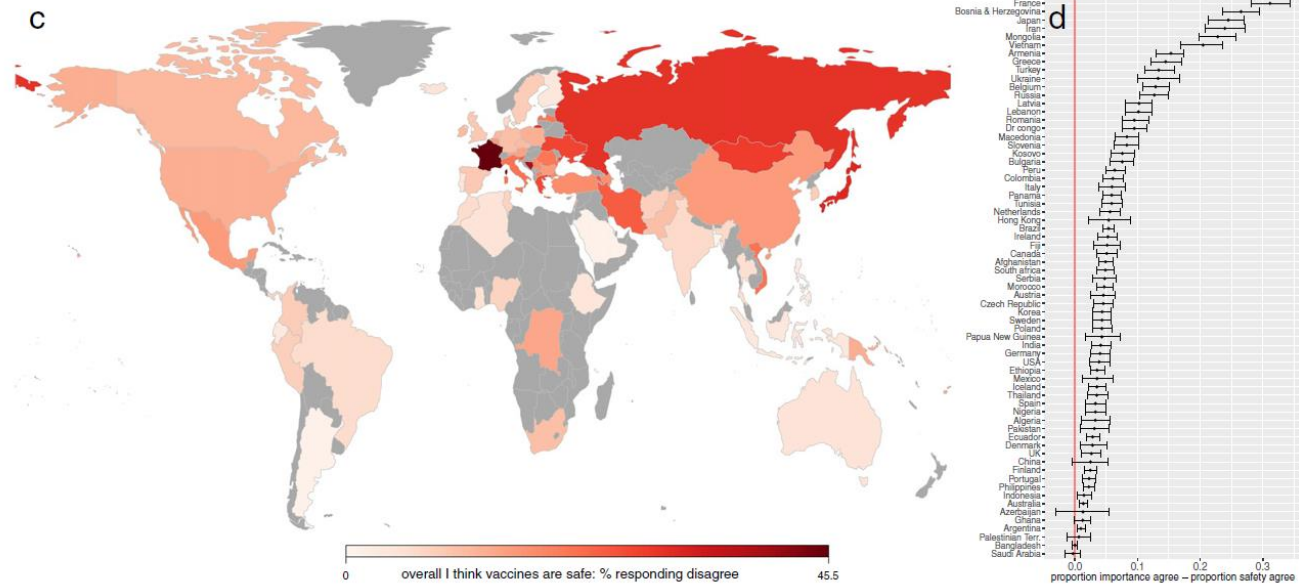 c
0
45.5
overall I think vaccines are safe: % responding disagree
d
France
Bosnia & Herzegovina
Japan
Iran
Mongolia
Vietnam
Armenia
Greece
Turkey
Ukraine
Belgium
Russia
Latvia
Lebanon
Romania
Dr congo
Macedonia
Slovenia
Kosovo
Bulgaria
Peru
Colombia
Italy
Panama
Tunisia
Netherlands
Hong Kong
Brazil
Ireland
Fiji
Canada
Afghanistan
South africa
Serbia
Morocco
Austria
Czech Republic
Korea
Sweden
Poland
Papua New Guinea
India
Germany
USA
Ethiopia
Mexico
Iceland
Thailand
Spain
Nigeria
Algeria
Pakistan
Ecuador
Denmark
UK
China
Finland
Portugal
Philippines
Indonesia
Australia
Azerbaijan
Ghana
Argentina
Palestinian Terr.
Bangladesh
Saudi Arabia
0.0 0.1 0.2 0.3
proportion importance agree − proportion safety agree